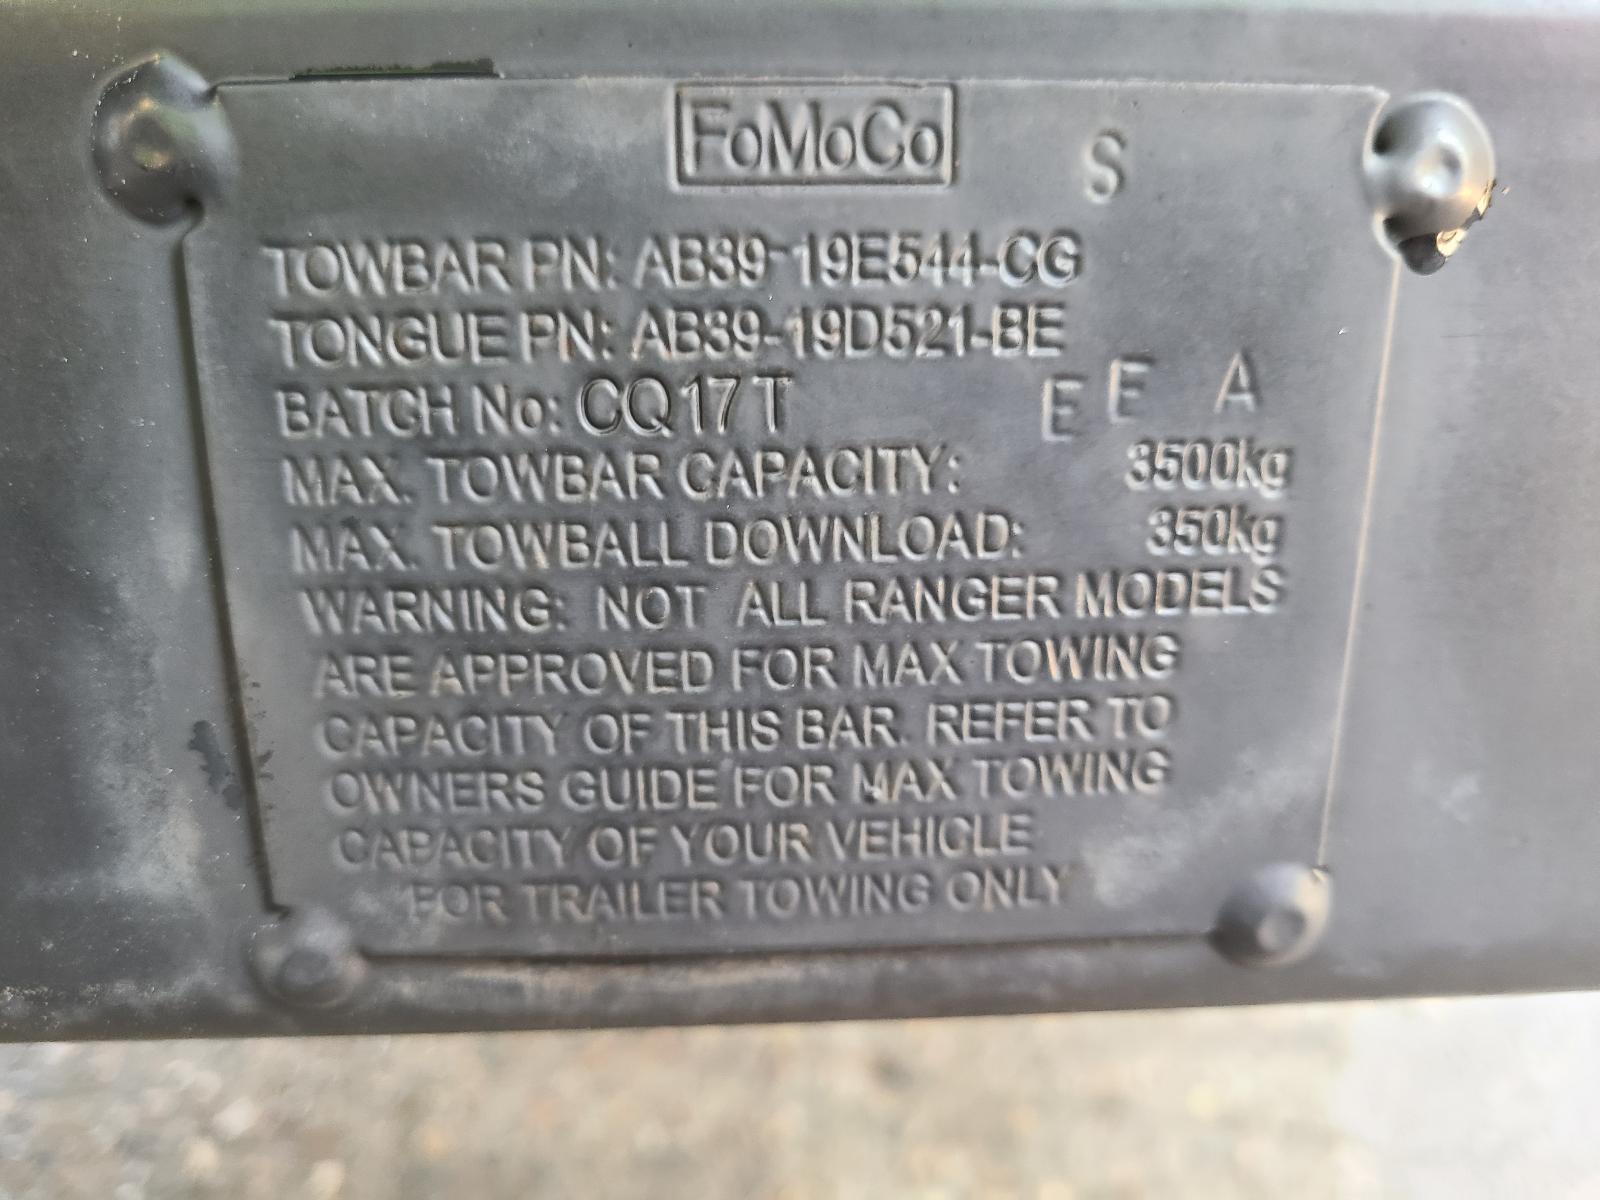 FoMoCo
S
TOWBAR PN: AB39-19E544-CG
TONGUE PN: AB39-19D521-BE
BATCH No: CQ17T E E A
MAX. TOWBAR CAPACITY: 3500kg
MAX. TOWBALL DOWNLOAD: 350kg
WARNING: NOT ALL RANGER MODELS
ARE APPROVED FOR MAX TOWING
CAPACITY OF THIS BAR. REFER TO
OWNERS GUIDE FOR MAX TOWING
CAPACITY OF YOUR VEHICLE
FOR TRAILER TOWING ONLY